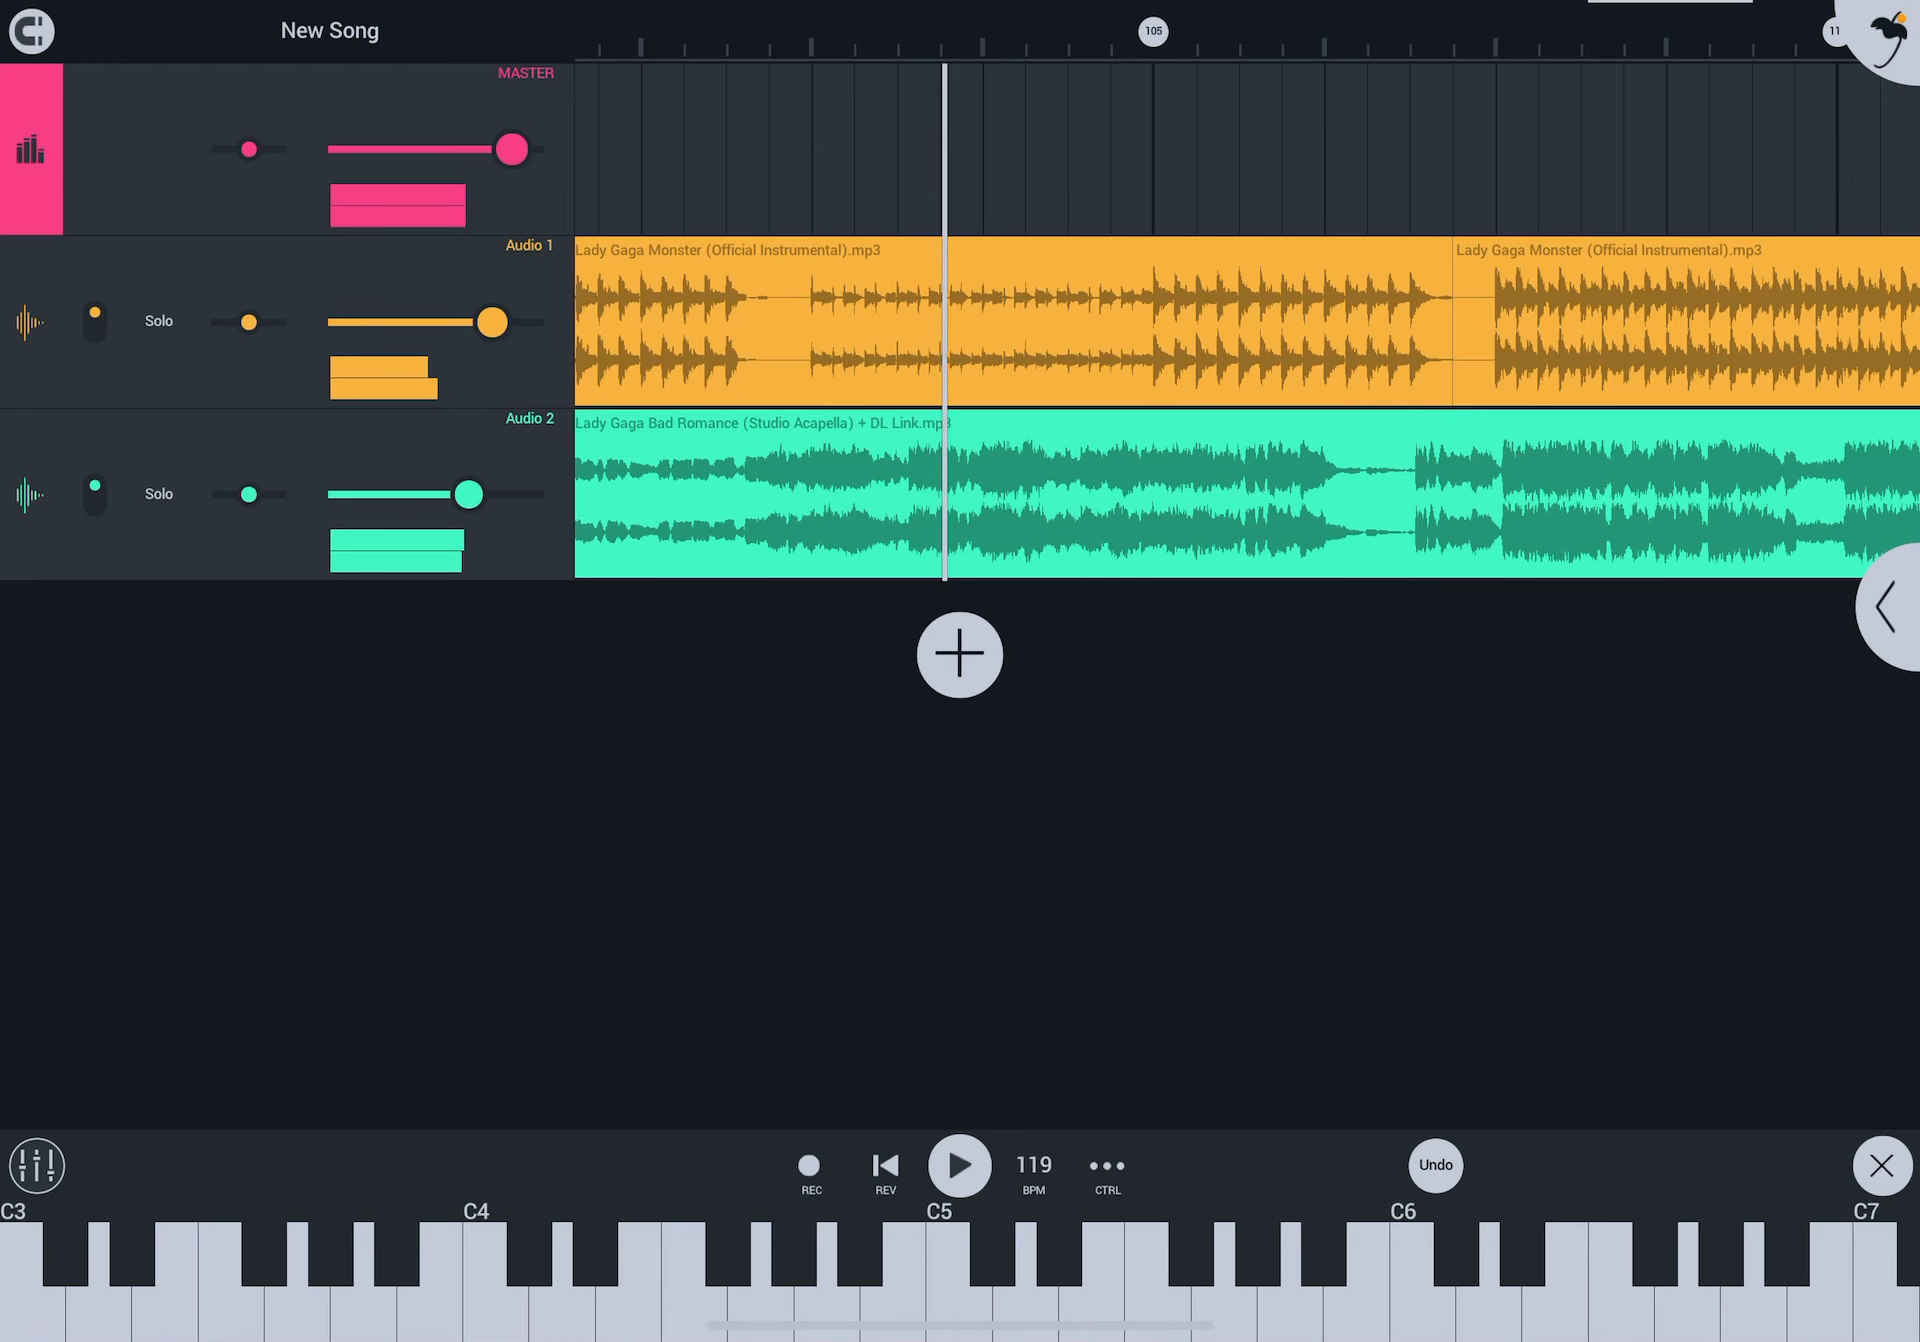 New Song
105
11
MASTER
Audio 1
Lady Gaga Monster (Official Instrumental).mp3
Lady Gaga Monster (Official Instrumental).mp3
Solo
Audio 2
Lady Gaga Bad Romance (Studio Acapella) + DL Link.mp3
Solo
119
Undo
REC
REV
BPM
CTRL
C3
C4
C5
C6
C7